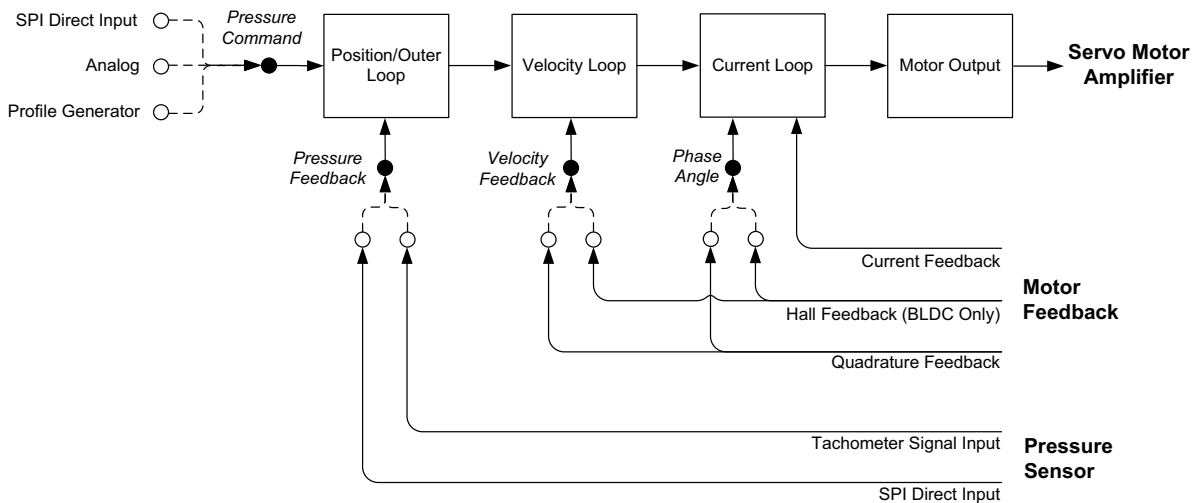 SPI Direct Input
Analog
Profile Generator
Pressure
Command
Position/Outer
Loop
Velocity Loop
Current Loop
Motor Output
Servo Motor
Amplifier
Pressure
Feedback
Velocity
Feedback
Phase
Angle
Current Feedback
Hall Feedback (BLDC Only)
Quadrature Feedback
Motor
Feedback
Tachometer Signal Input
SPI Direct Input
Pressure
Sensor